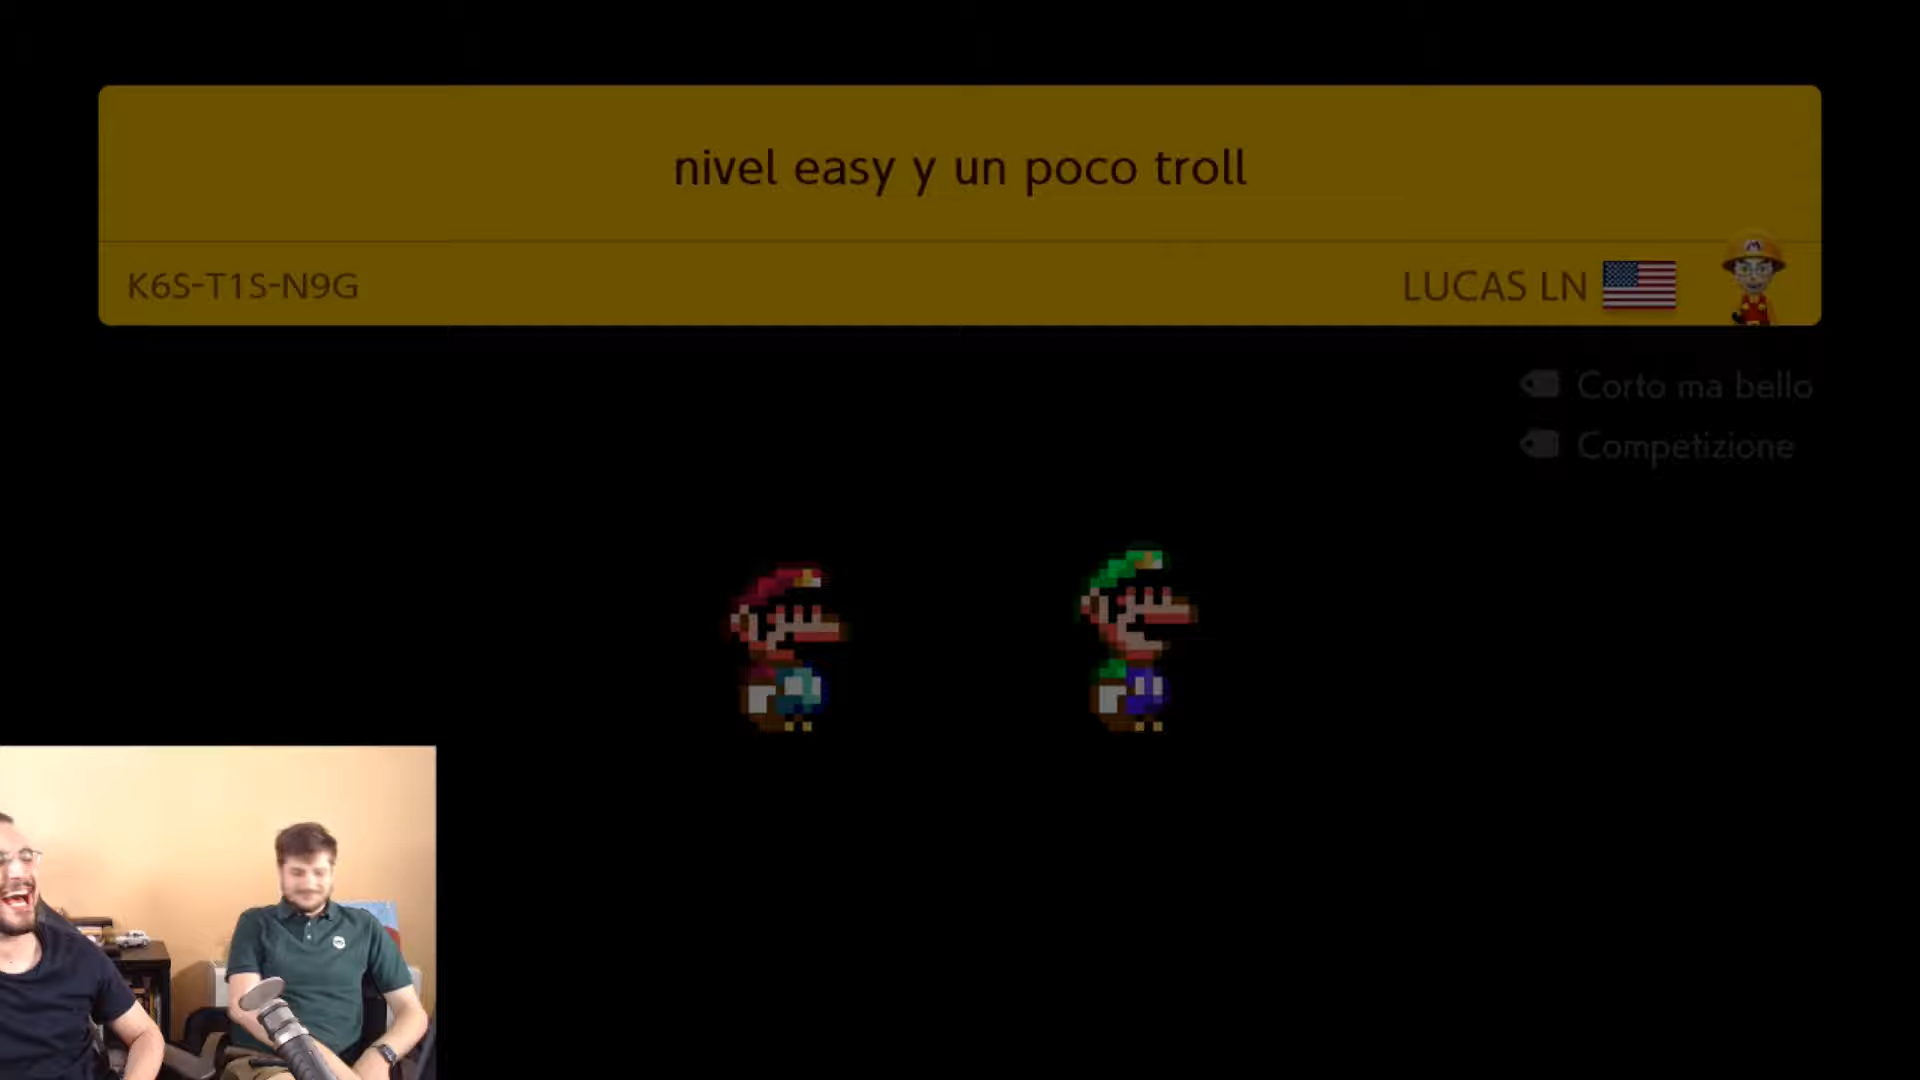 nivel easy y un poco troll
K6S-T1S-N9G
LUCAS LN
Corto ma bello
Competizione